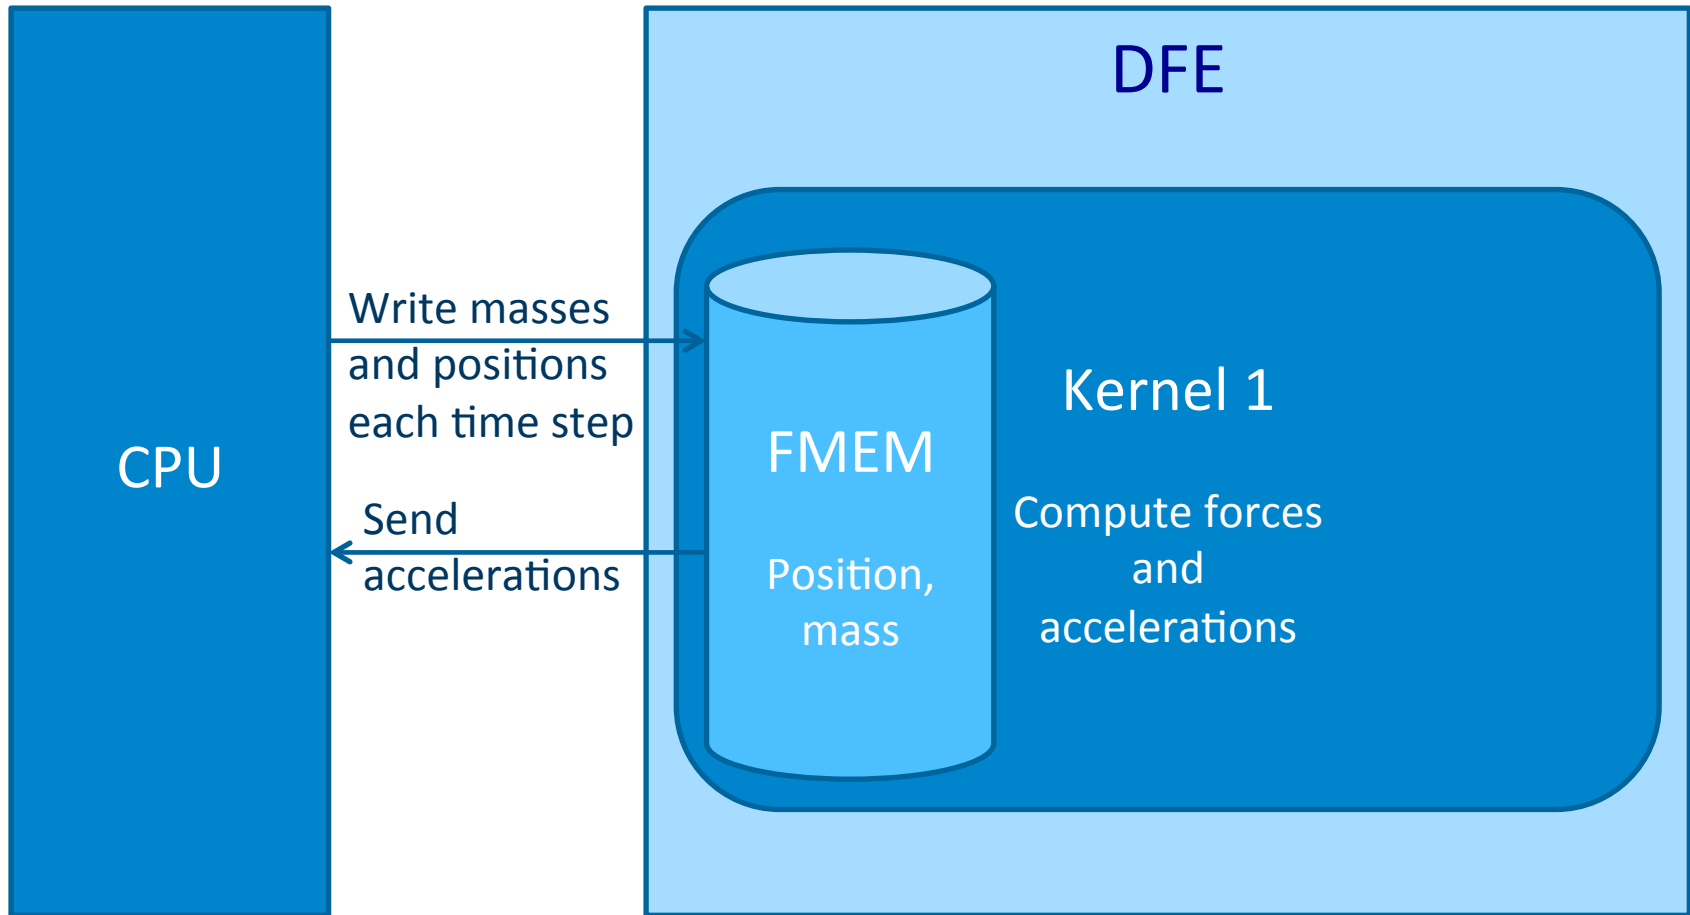 DFE
Write masses
and positions
each time step
CPU
Send
accelerations
FMEM
Position,
mass
Kernel 1
Compute forces
and
accelerations